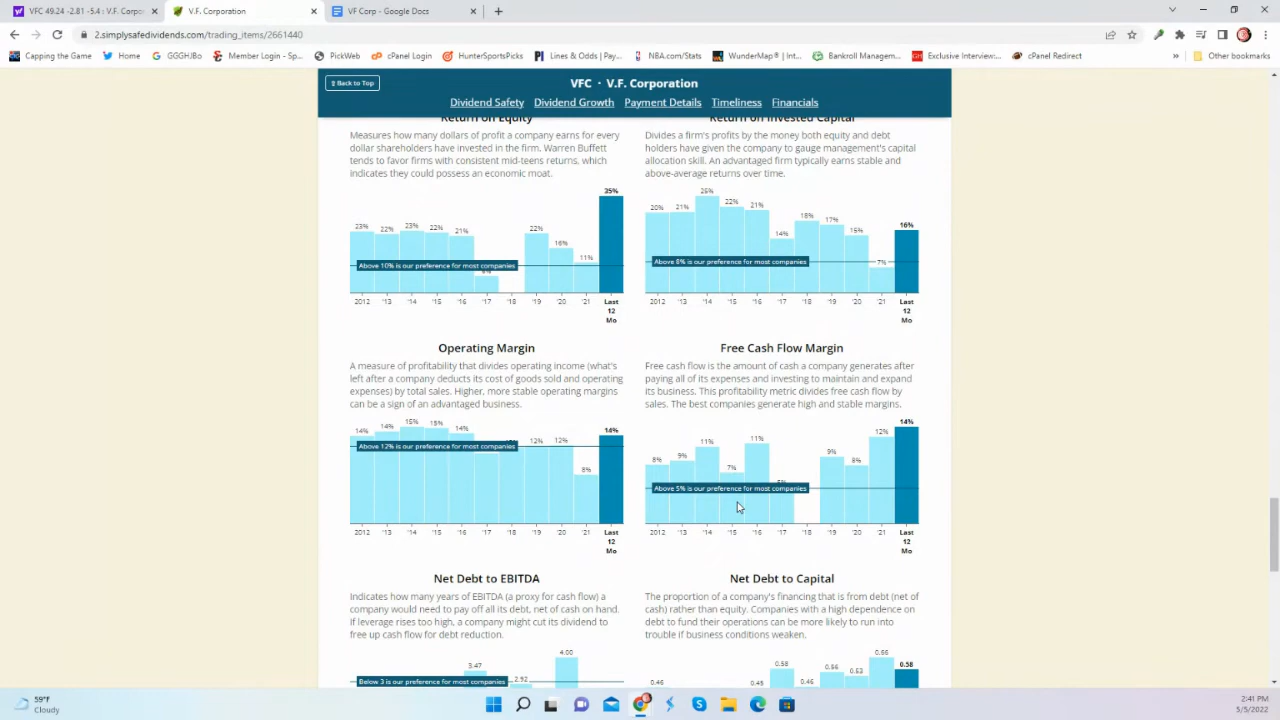 VFC 49.24 -2.81 -5.4 : V.F. Corpo
V.F. Corporation
VF Corp - Google Docs
2.simplysafedividends.com/trading_items/2661440
Capping the Game
Home
GGGH/Bo
Member Login - Spo...
PickWeb
cPanel Login
HunterSportsPicks
Lines & Odds | Pay...
NBA.com/Stats
WunderMap® | Int...
Bankroll Managem...
Exclusive Interview:...
cPanel Redirect
»
Other bookmarks
Back to Top
VFC · V.F. Corporation
Dividend Safety Dividend Growth Payment Details Timeliness Financials
Return on Equity
Measures how many dollars of profit a company earns for every
dollar shareholders have invested in the firm. Warren Buffett
tends to favor firms with consistent mid-teens returns, which
indicates they could possess an economic moat.
35%
23% 22% 23% 22% 21% 22% 16% 11%
Above 10% is our preference for most companies
2012 '13 '14 '15 '16 '17 '18 '19 '20 '21 Last
12
Mo
Return on Invested Capital
Divides a firm's profits by the money both equity and debt
holders have given the company to gauge management's capital
allocation skill. An advantaged firm typically earns stable and
above-average returns over time.
20% 21% 26% 22% 21% 14% 18% 17% 15% 7% 16%
Above 8% is our preference for most companies
2012 '13 '14 '15 '16 '17 '18 '19 '20 '21 Last
12
Mo
Operating Margin
A measure of profitability that divides operating income (what's
left after a company deducts its cost of goods sold and operating
expenses) by total sales. Higher, more stable operating margins
can be a sign of an advantaged business.
14% 14% 15% 15% 14% 12% 12% 8% 14%
Above 12% is our preference for most companies
2012 '13 '14 '15 '16 '17 '18 '19 '20 '21 Last
12
Mo
Free Cash Flow Margin
Free cash flow is the amount of cash a company generates after
paying all of its expenses and investing to maintain and expand
its business. This profitability metric divides free cash flow by
sales. The best companies generate high and stable margins.
8% 9% 11% 7% 11% 5% 9% 8% 12% 14%
Above 5% is our preference for most companies
2012 '13 '14 '15 '16 '17 '18 '19 '20 '21 Last
12
Mo
Net Debt to EBITDA
Indicates how many years of EBITDA (a proxy for cash flow) a
company would need to pay off all its debt, net of cash on hand.
If leverage rises too high, a company might cut its dividend to
free up cash flow for debt reduction.
3.47 2.92 4.00
Below 3 is our preference for most companies
Net Debt to Capital
The proportion of a company's financing that is from debt (net of
cash) rather than equity. Companies with a high dependence on
debt to fund their operations can be more likely to run into
trouble if business conditions weaken.
0.46 0.49 0.58 0.46 0.56 0.53 0.66 0.58
59°F
Cloudy
2:41 PM
5/5/2022